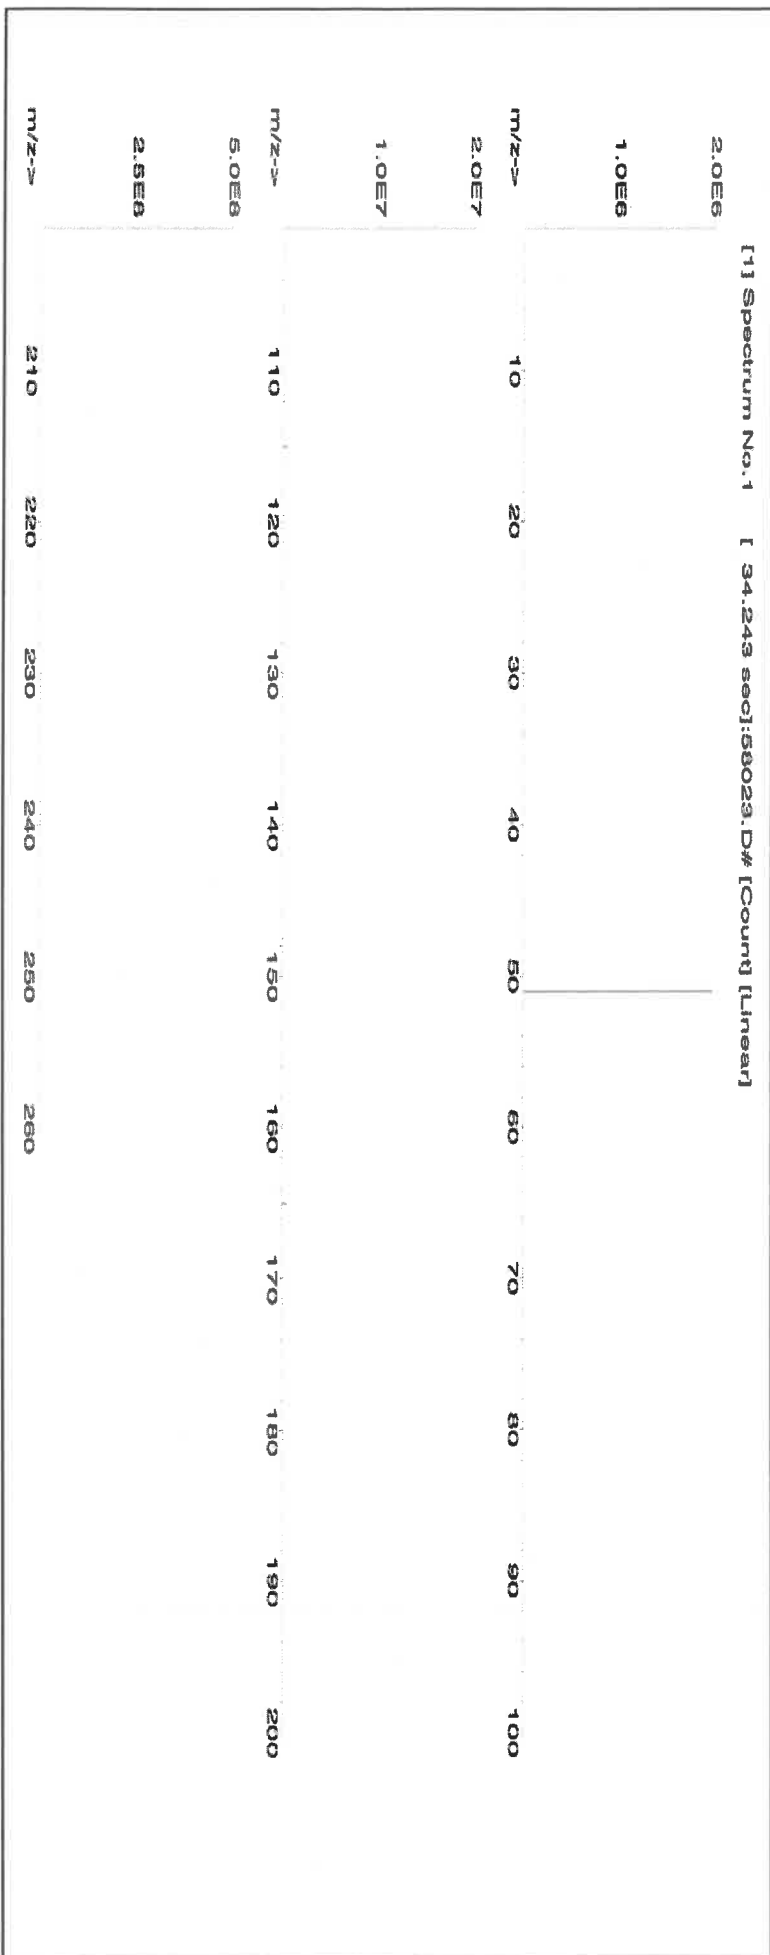 [1] Spectrum No.1 [ 34.243 sec]:58023.D# [Count] [Linear]
2.0E6
1.0E6
m/z-> 10 20 30 40 50 60 70 80 90 100
2.0E7
1.0E7
m/z-> 110 120 130 140 150 160 170 180 190 200
5.0E6
2.5E6
m/z-> 210 220 230 240 250 260